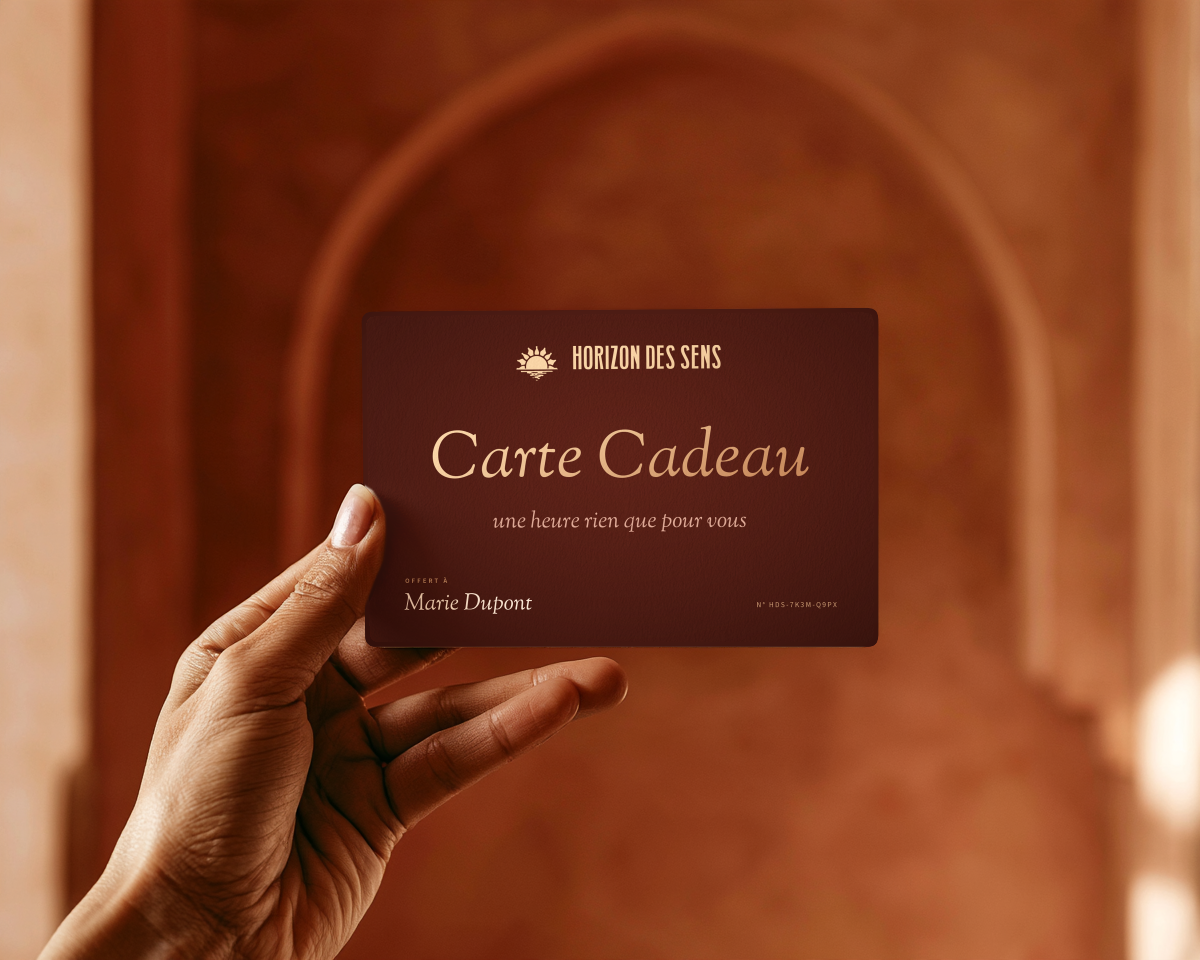 HORIZON DES SENS
Carte Cadeau
une heure rien que pour vous
OFFERT À
Marie Dupont
N° HDS-7K3M-Q9PX